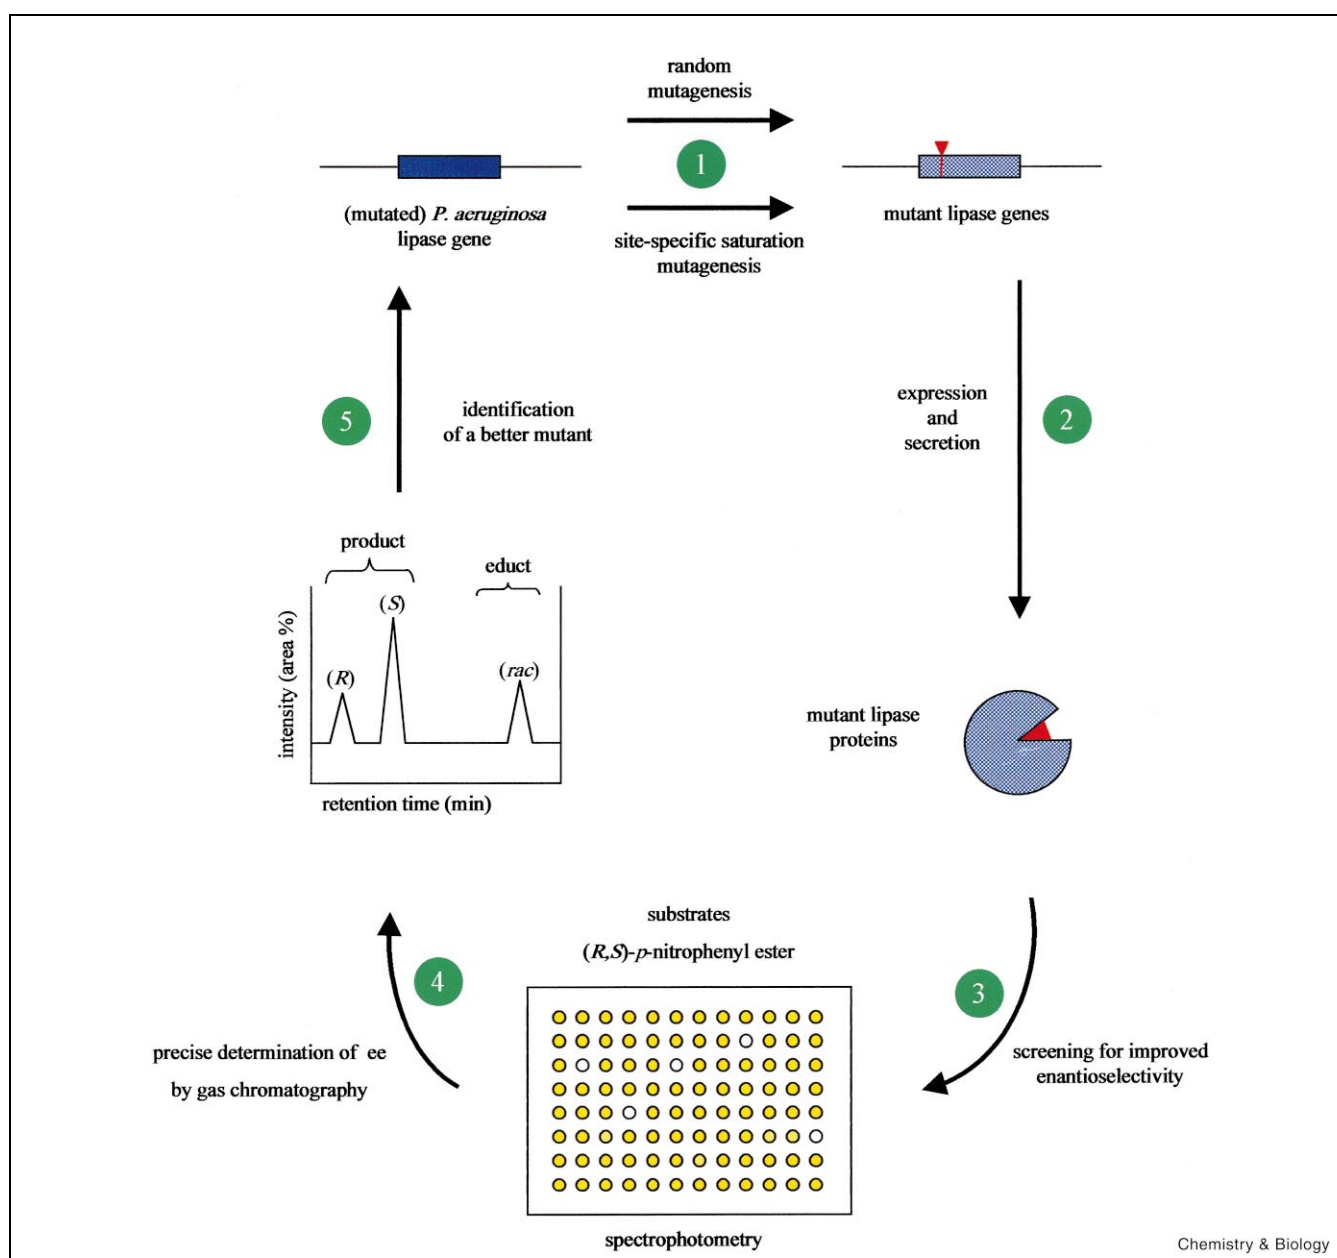 random
mutagenesis
1
(mutated) P. aeruginosa
lipase gene
site-specific saturation
mutagenesis
mutant lipase genes
5
identification
of a better mutant
expression
and
secretion
2
product
educt
(S)
(R)
(rac)
intensity (area %)
retention time (min)
mutant lipase
proteins
substrates
(R,S)-p-nitrophenyl ester
4
3
precise determination of ee
by gas chromatography
screening for improved
enantioselectivity
spectrophotometry
Chemistry & Biology